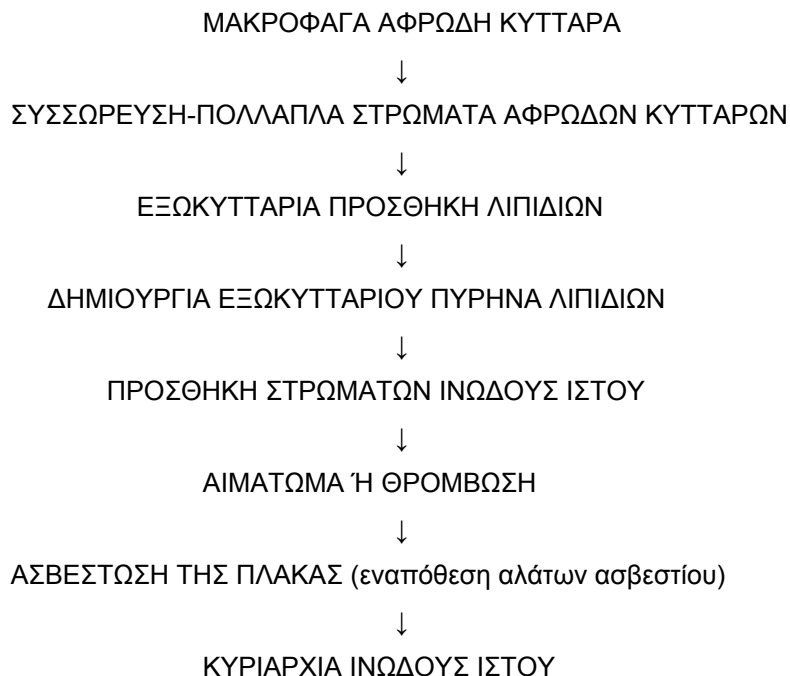 ΜΑΚΡΟΦΑΓΑ ΑΦΡΩΔΗ ΚΥΤΤΑΡΑ
↓
ΣΥΣΣΩΡΕΥΣΗ-ΠΟΛΛΑΠΛΑ ΣΤΡΩΜΑΤΑ ΑΦΡΩΔΩΝ ΚΥΤΤΑΡΩΝ
↓
ΕΞΩΚΥΤΤΑΡΙΑ ΠΡΟΣΘΗΚΗ ΛΙΠΙΔΙΩΝ
↓
ΔΗΜΙΟΥΡΓΙΑ ΕΞΩΚΥΤΤΑΡΙΟΥ ΠΥΡΗΝΑ ΛΙΠΙΔΙΩΝ
↓
ΠΡΟΣΘΗΚΗ ΣΤΡΩΜΑΤΩΝ ΙΝΩΔΟΥΣ ΙΣΤΟΥ
↓
ΑΙΜΑΤΩΜΑ Ή ΘΡΟΜΒΩΣΗ
↓
ΑΣΒΕΣΤΩΣΗ ΤΗΣ ΠΛΑΚΑΣ (εναπόθεση αλάτων ασβεστίου)
↓
ΚΥΡΙΑΡΧΙΑ ΙΝΩΔΟΥΣ ΙΣΤΟΥ